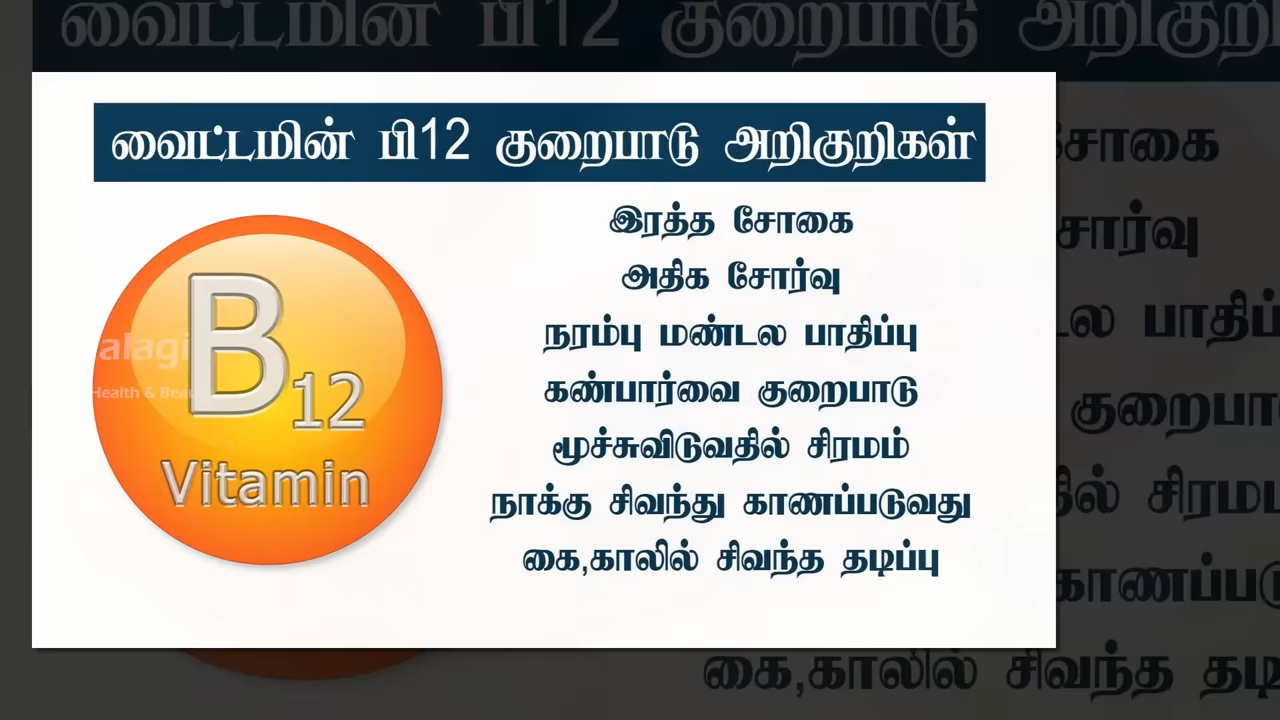 வைட்டமின் பி12 குறைபாடு அறிகுறிகள்
இரத்த சோகை
அதிக சோர்வு
நரம்பு மண்டல பாதிப்பு
கண்பார்வை குறைபாடு
மூச்சுவிடுவதில் சிரமம்
நாக்கு சிவந்து காணப்படுவது
கை,காலில் சிவந்த தடிப்பு
B12
Vitamin